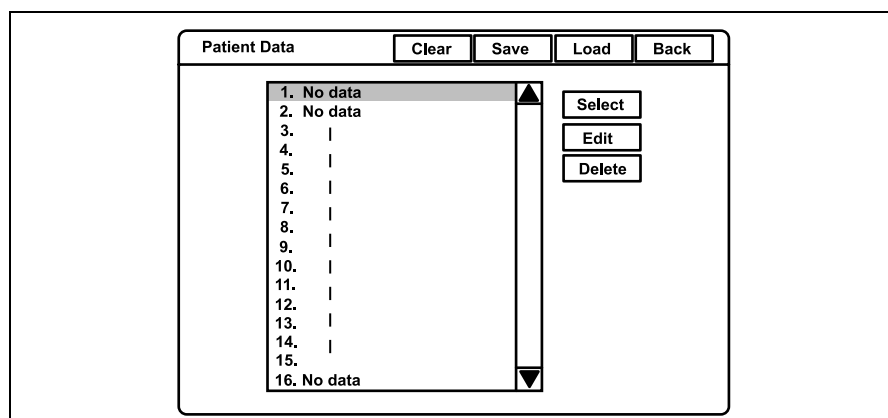 Patient Data Clear Save Load Back
1. No data
2. No data
3.
4.
5.
6.
7.
8.
9.
10.
11.
12.
13.
14.
15.
16. No data
Select
Edit
Delete